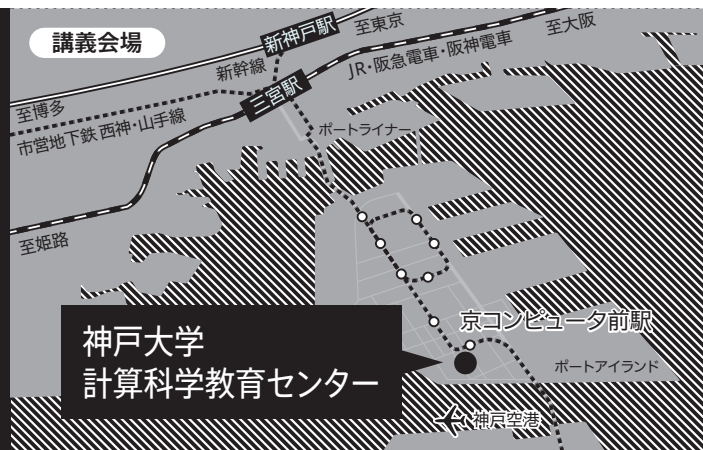 講義会場
新神戸駅
至東京
至大阪
新幹線
JR・阪急電車・阪神電車
三宮駅
至博多
市営地下鉄 西神・山手線
ポートライナー
至姫路
京コンピュータ前駅
神戸大学
計算科学教育センター
ポートアイランド
神戸空港